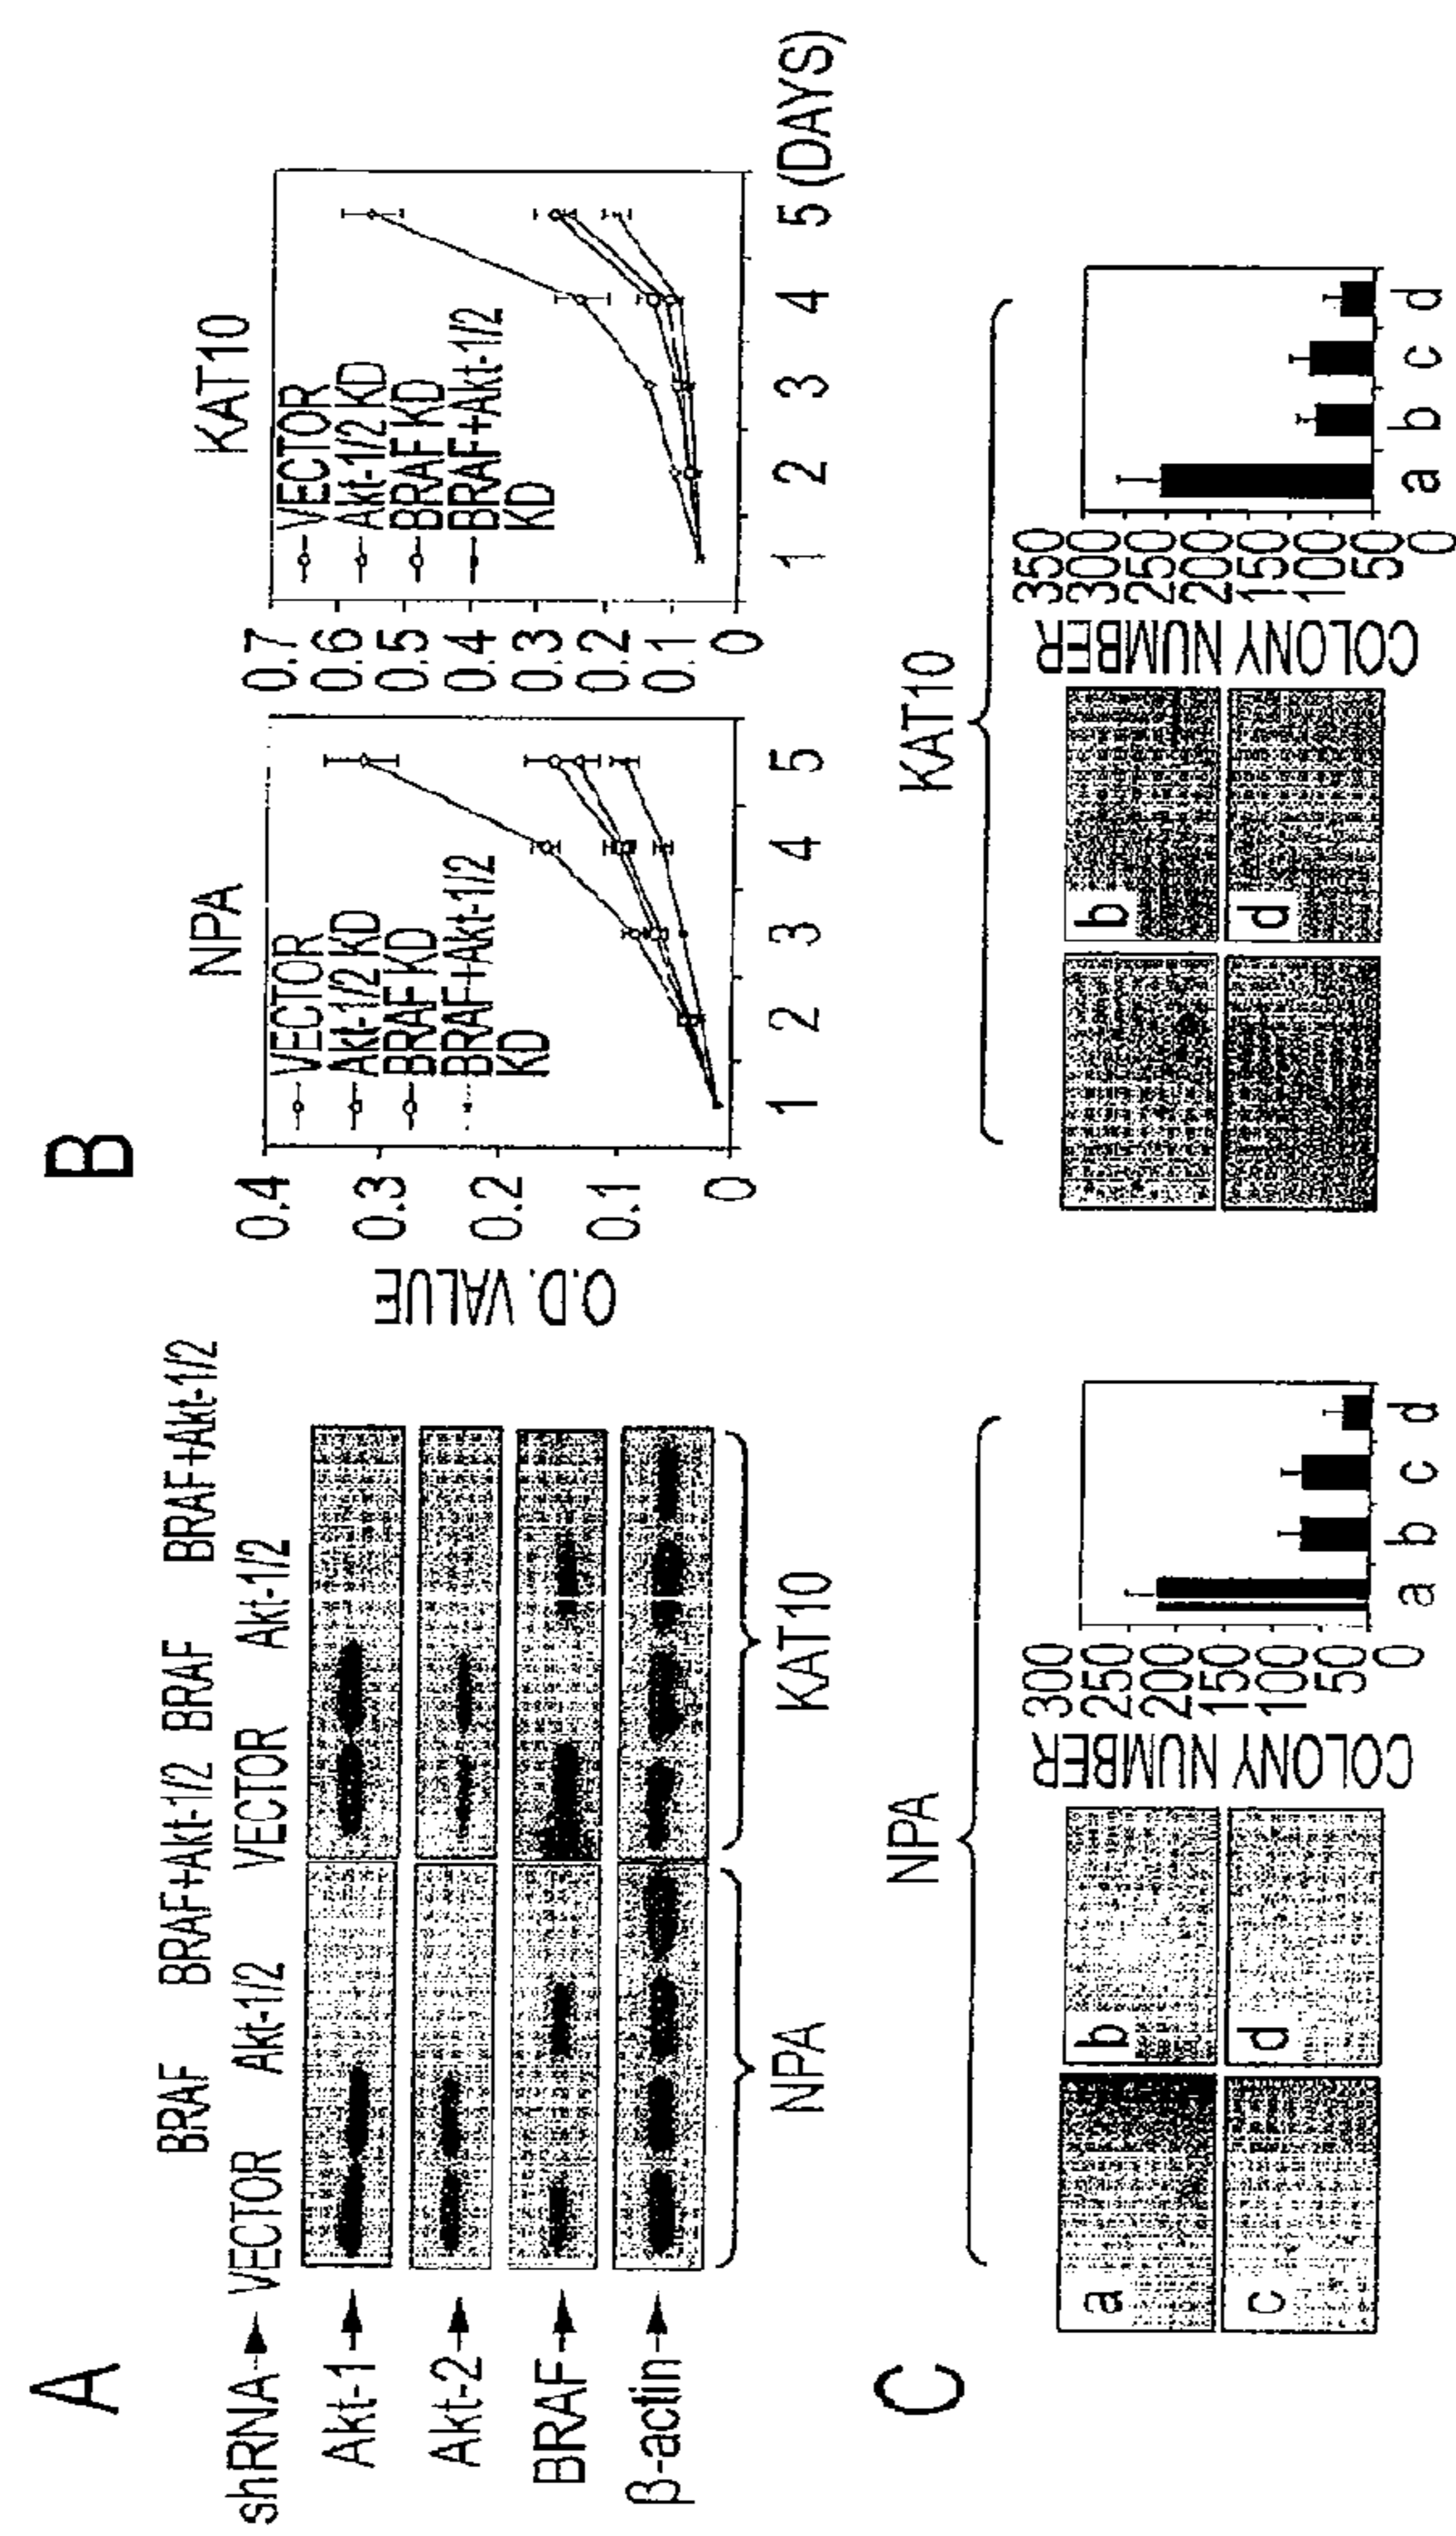 A
BRAF BRAF+Akt-1/2 BRAF BRAF+Akt-1/2
shRNA VECTOR Akt-1/2 VECTOR Akt-1/2
Akt-1
Akt-2
BRAF
β-actin
NPA KAT10
B
NPA
O.D. VALUE
0.4
0.3
0.2
0.1
0
VECTOR
Akt-1/2 KD
BRAF KD
BRAF+Akt-1/2
KD
1 2 3 4 5
KAT10
0.7
0.6
0.5
0.4
0.3
0.2
0.1
0
VECTOR
Akt-1/2 KD
BRAF KD
BRAF+Akt-1/2
KD
1 2 3 4 5 (DAYS)
C
NPA
a b
c d
COLONY NUMBER
300
250
200
150
100
50
0
a b c d
KAT10
b
d
COLONY NUMBER
350
300
250
200
150
100
50
0
a b c d